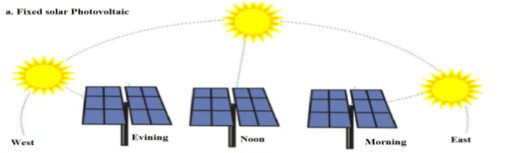 a. Fixed solar Photovoltaic
West
Evining
Noon
Morning
East